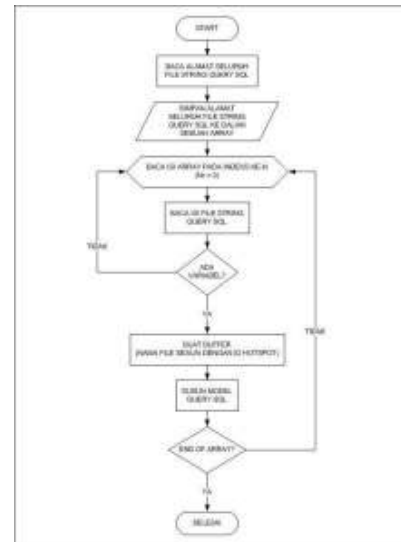 START
BACA ALAMAT SELURUH
FILE STRING QUERY SQL
SIMPAN ALAMAT
SELURUH FILE STRING
QUERY SQL KE DALAM
SEBUAH ARRAY
BACA ISI ARRAY PADA INDEKS KE-N
BACA ISI FILE STRING
QUERY SQL
TIDAK
ADA
VARIABEL?
YA
TIDAK
BUAT BUFFER
(NAMA FILE SESUAI DENGAN ID HOTSPOT)
SUSUN MODEL
QUERY SQL
END OF ARRAY?
YA
SELESAI